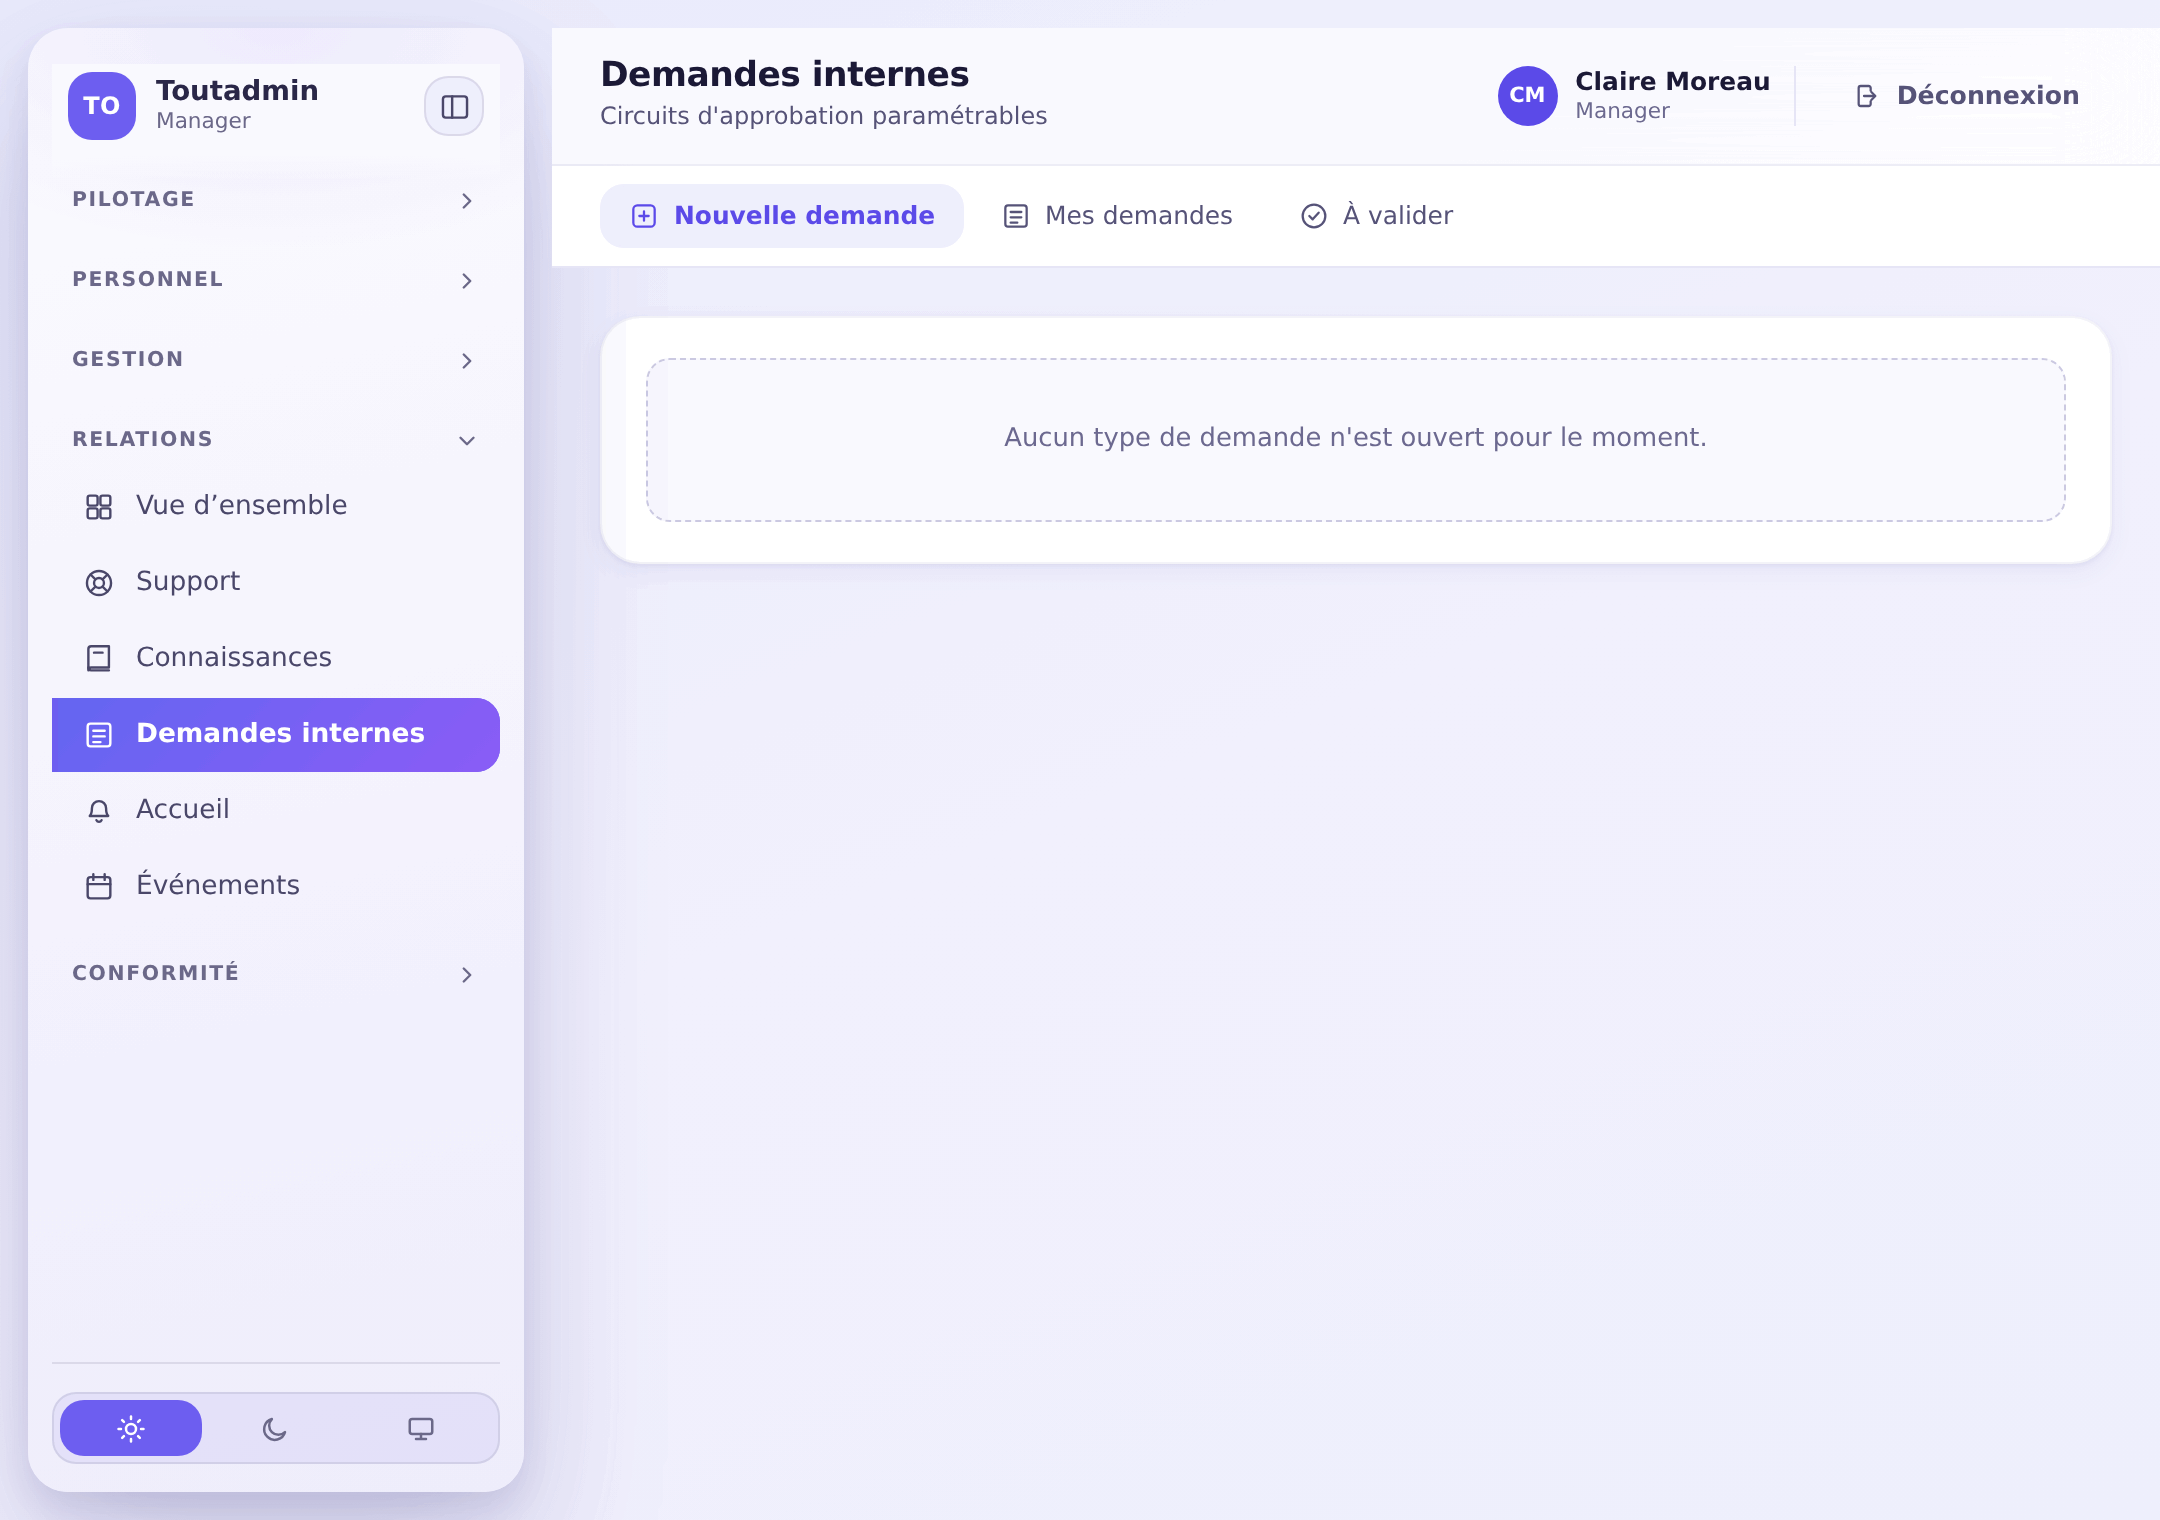 TO
Toutadmin
Manager
PILOTAGE
PERSONNEL
GESTION
RELATIONS
Vue d’ensemble
Support
Connaissances
Demandes internes
Accueil
Événements
CONFORMITÉ
Demandes internes
Circuits d'approbation paramétrables
CM
Claire Moreau
Manager
Déconnexion
Nouvelle demande
Mes demandes
À valider
Aucun type de demande n'est ouvert pour le moment.